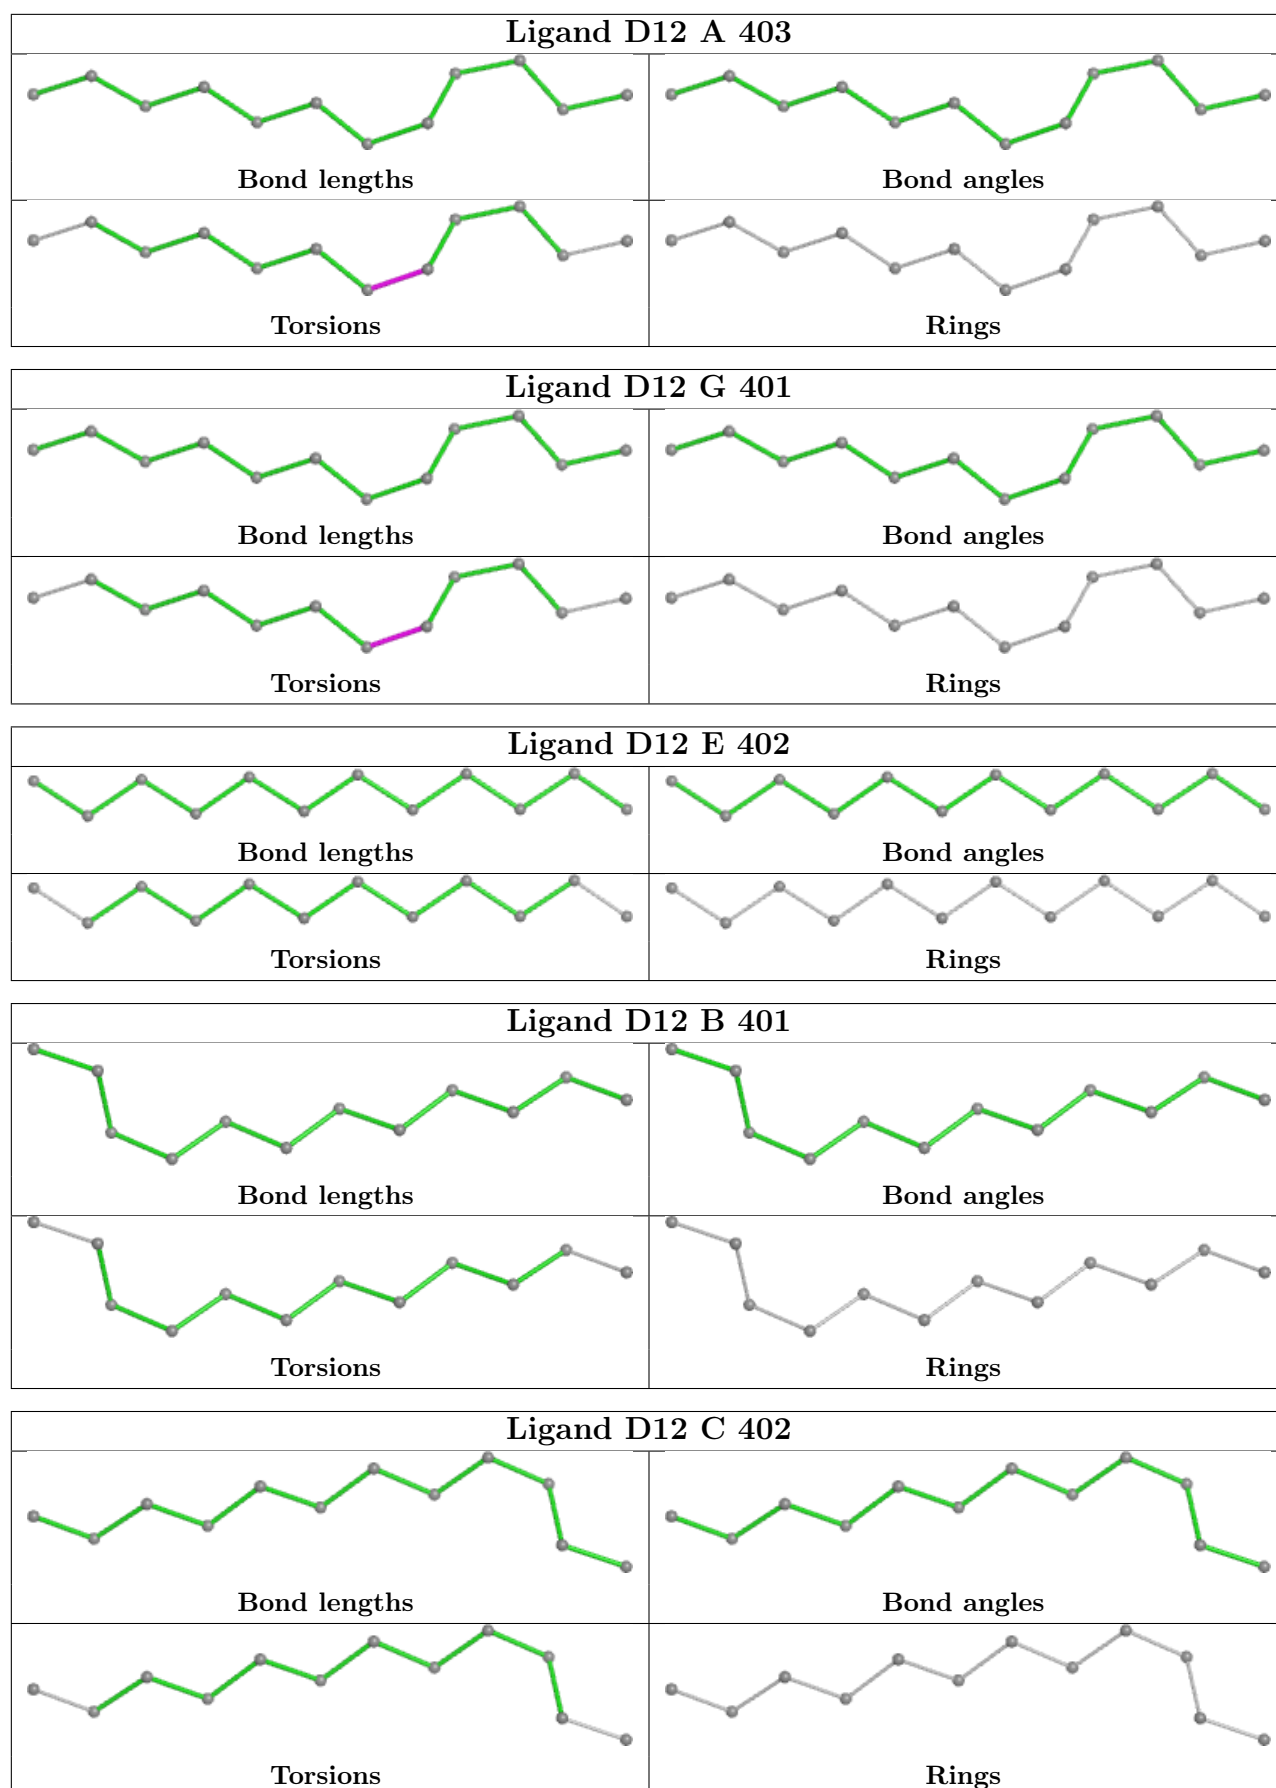 Ligand D12 A 403
Bond lengths
Bond angles
Torsions
Rings
Ligand D12 G 401
Bond lengths
Bond angles
Torsions
Rings
Ligand D12 E 402
Bond lengths
Bond angles
Torsions
Rings
Ligand D12 B 401
Bond lengths
Bond angles
Torsions
Rings
Ligand D12 C 402
Bond lengths
Bond angles
Torsions
Rings